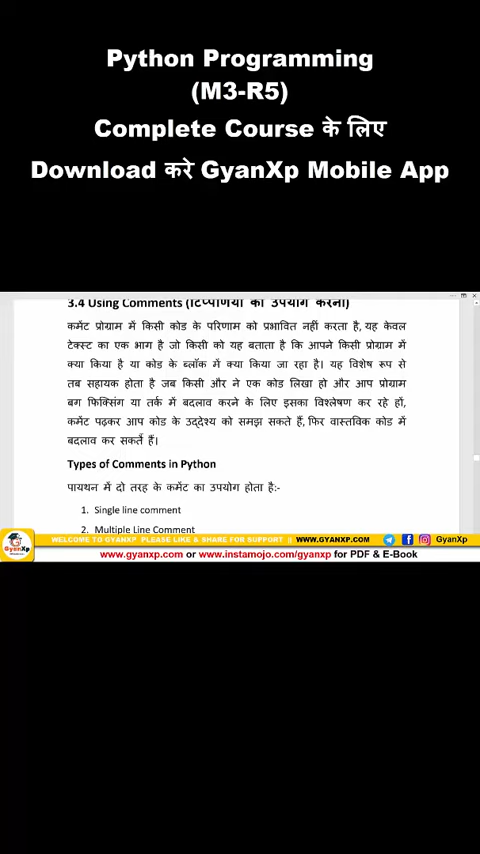 Python Programming
(M3-R5)
Complete Course के लिए
Download करे GyanXp Mobile App
3.4 Using Comments (टिप्पणियों का उपयोग करना)
कमेंट प्रोग्राम में किसी कोड के परिणाम को प्रभावित नहीं करता है, यह केवल
टेक्स्ट का एक भाग है जो किसी को यह बताता है कि आपने किसी प्रोग्राम में
क्या किया है या कोड के ब्लॉक में क्या किया जा रहा है। यह विशेष रूप से
तब सहायक होता है जब किसी और ने एक कोड लिखा हो और आप प्रोग्राम
बग फिक्सिंग या तर्क में बदलाव करने के लिए इसका विश्लेषण कर रहे हों,
कमेंट पढ़कर आप कोड के उद्देश्य को समझ सकते हैं, फिर वास्तविक कोड में
बदलाव कर सकतें हैं।
Types of Comments in Python
पायथन में दो तरह के कमेंट का उपयोग होता है:-
1. Single line comment
2. Multiple Line Comment
WELCOME TO GYANXP PLEASE LIKE & SHARE FOR SUPPORT || WWW.GYANXP.COM GyanXp
GyanXp
www.gyanxp.com or www.instamojo.com/gyanxp for PDF & E-Book